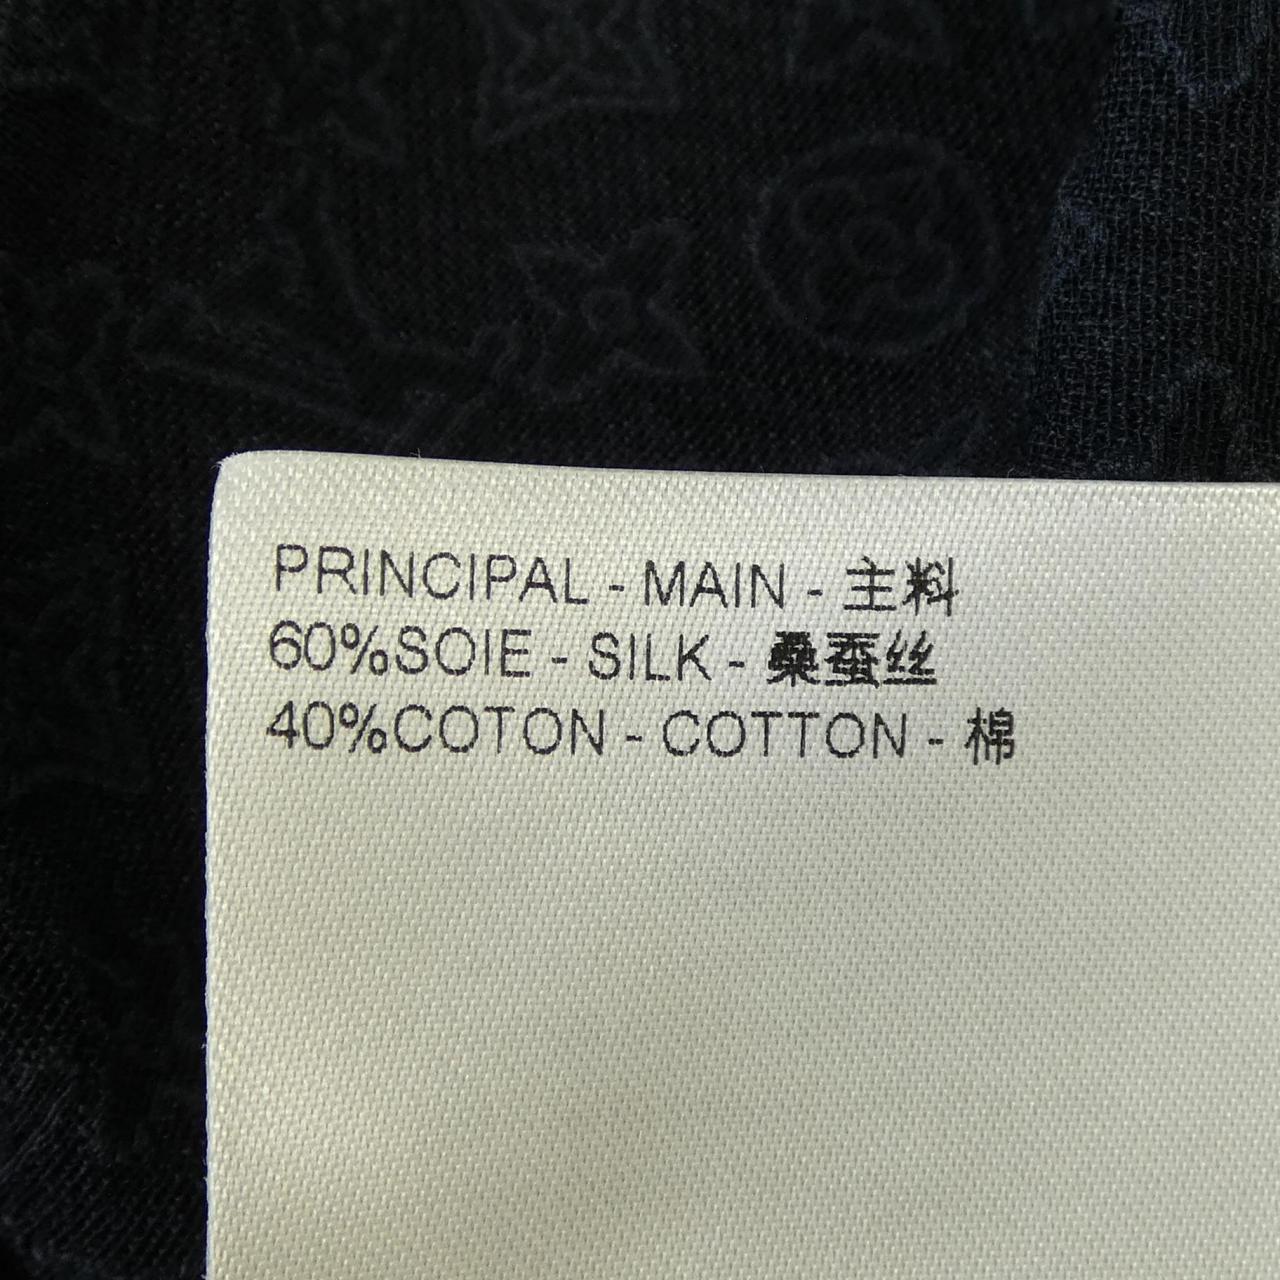 PRINCIPAL - MAIN - 主料
60%SOIE - SILK - 桑蚕丝
40%COTON - COTTON - 棉